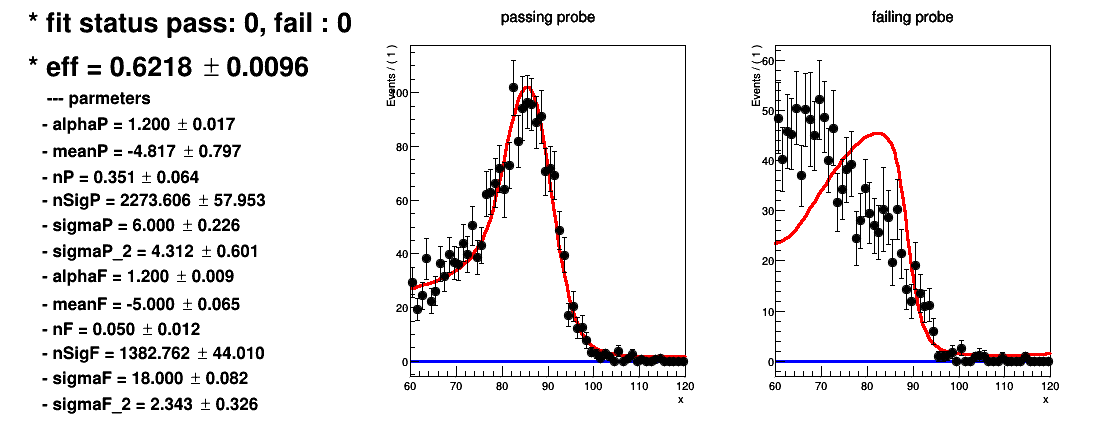 * fit status pass: 0, fail : 0
* eff = 0.6218 ± 0.0096
--- parmeters
- alphaP = 1.200 ± 0.017
- meanP = -4.817 ± 0.797
- nP = 0.351 ± 0.064
- nSigP = 2273.606 ± 57.953
- sigmaP = 6.000 ± 0.226
- sigmaP_2 = 4.312 ± 0.601
- alphaF = 1.200 ± 0.009
- meanF = -5.000 ± 0.065
- nF = 0.050 ± 0.012
- nSigF = 1382.762 ± 44.010
- sigmaF = 18.000 ± 0.082
- sigmaF_2 = 2.343 ± 0.326
passing probe
Events / ( 1 )
100
80
60
40
20
0
60 70 80 90 100 110 120
x
failing probe
Events / ( 1 )
60
50
40
30
20
10
0
60 70 80 90 100 110 120
x